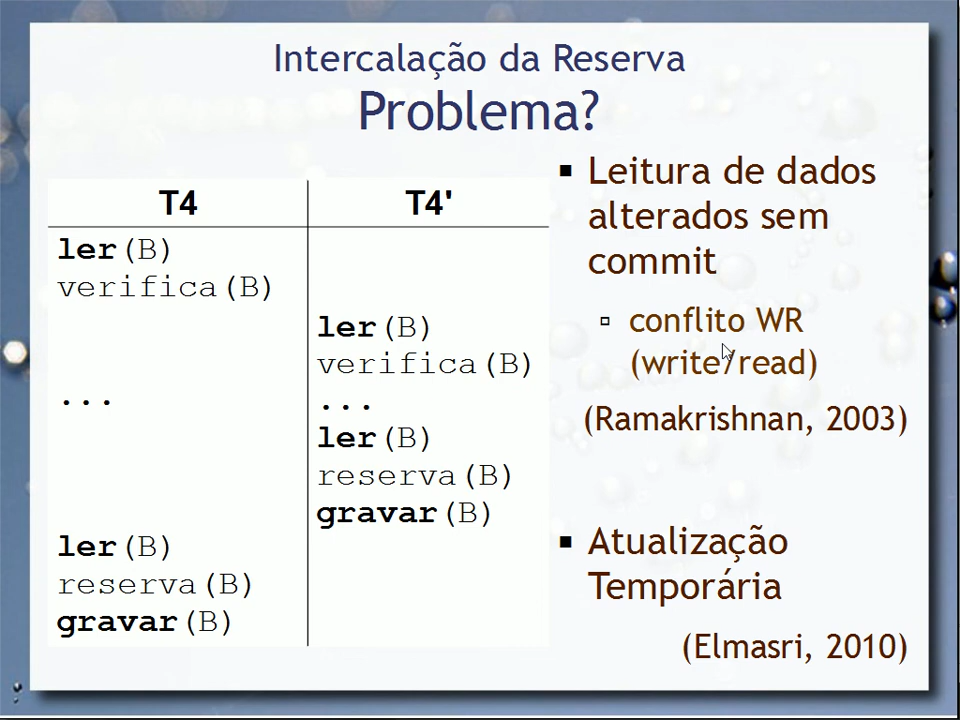 Intercalação da Reserva
Problema?
T4 T4'
ler(B)
verifica(B)
ler(B)
verifica(B)
... ...
ler(B)
reserva(B)
gravar(B)
ler(B)
reserva(B)
gravar(B)
▪ Leitura de dados
alterados sem
commit
▫ conflito WR
(write/read)
(Ramakrishnan, 2003)
▪ Atualização
Temporária
(Elmasri, 2010)